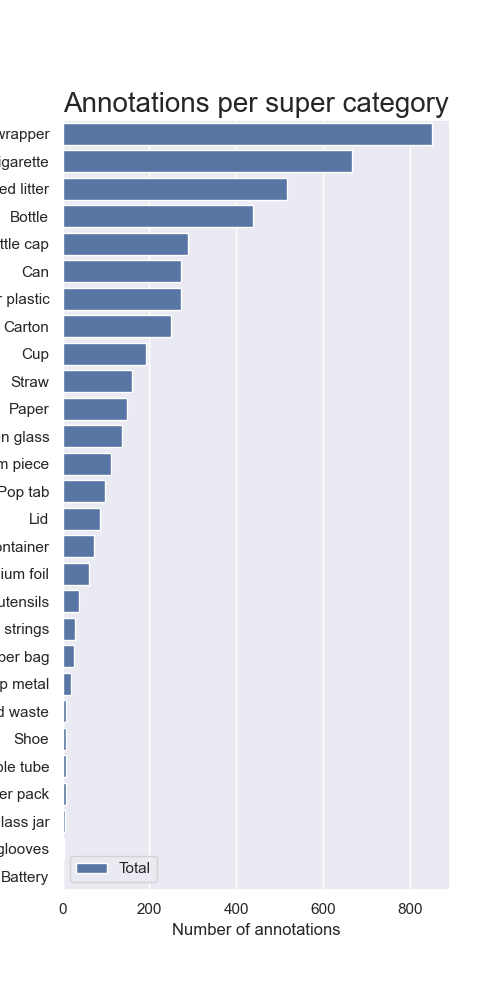 Annotations per super category
wrapper
igarette
ed litter
Bottle
ttle cap
Can
r plastic
Carton
Cup
Straw
Paper
en glass
m piece
Pop tab
Lid
ontainer
ium foil
utensils
strings
per bag
p metal
d waste
Shoe
ble tube
er pack
lass jar
glooves
Battery
Total
0 200 400 600 800
Number of annotations